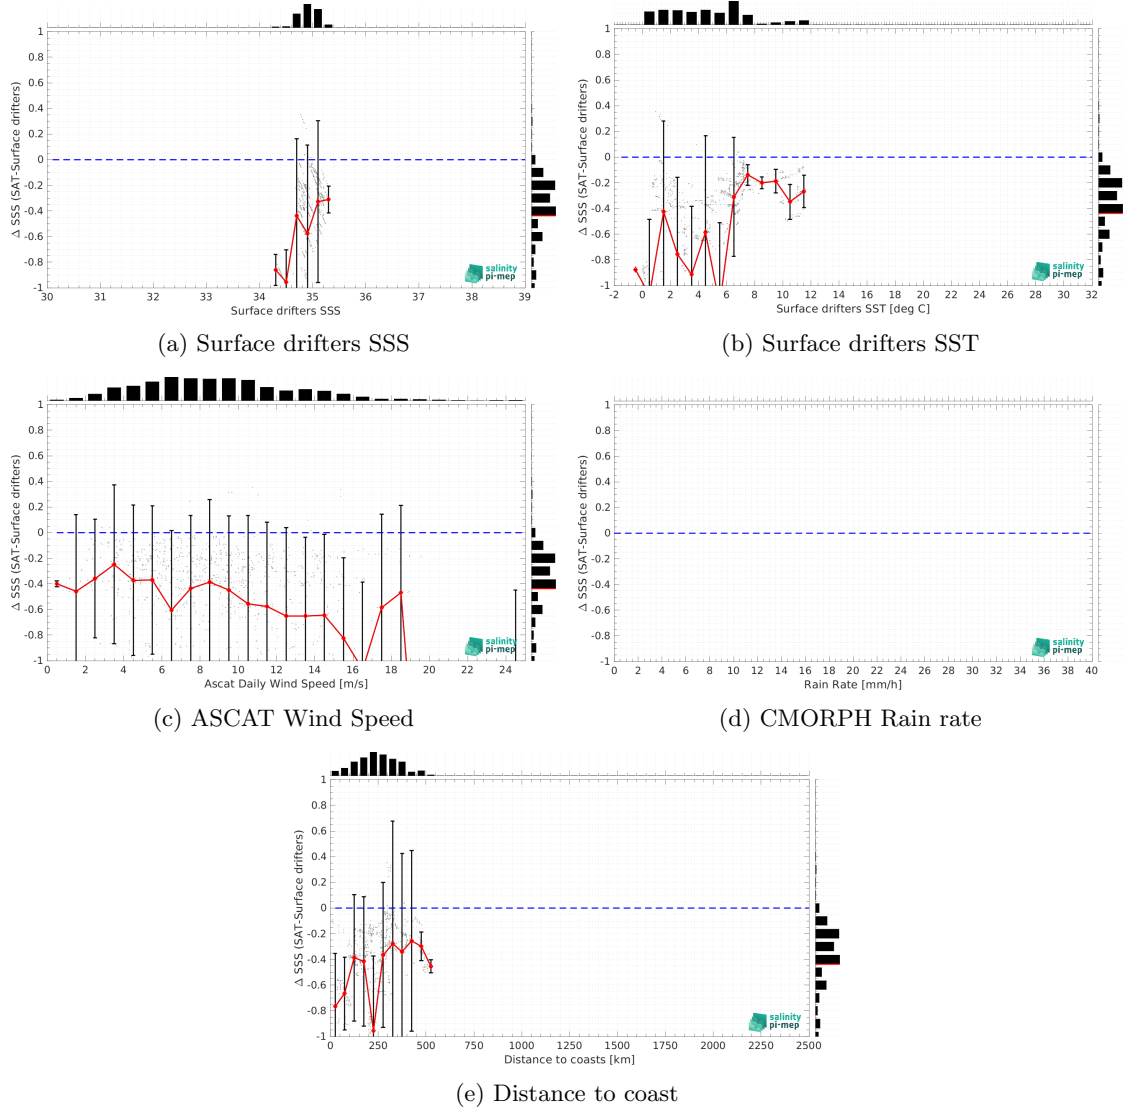 1
0.8
0.6
0.4
0.2
0
-0.2
-0.4
-0.6
-0.8
-1
Δ SSS (SAT-Surface drifters)
30 31 32 33 34 35 36 37 38 39
Surface drifters SSS
salinity
pi-mep
(a) Surface drifters SSS
1
0.8
0.6
0.4
0.2
0
-0.2
-0.4
-0.6
-0.8
-1
Δ SSS (SAT-Surface drifters)
-2 0 2 4 6 8 10 12 14 16 18 20 22 24 26 28 30 32
Surface drifters SST [deg C]
salinity
pi-mep
(b) Surface drifters SST
1
0.8
0.6
0.4
0.2
0
-0.2
-0.4
-0.6
-0.8
-1
Δ SSS (SAT-Surface drifters)
0 2 4 6 8 10 12 14 16 18 20 22 24
Ascat Daily Wind Speed [m/s]
salinity
pi-mep
(c) ASCAT Wind Speed
1
0.8
0.6
0.4
0.2
0
-0.2
-0.4
-0.6
-0.8
-1
Δ SSS (SAT-Surface drifters)
0 2 4 6 8 10 12 14 16 18 20 22 24 26 28 30 32 34 36 38 40
Rain Rate [mm/h]
salinity
pi-mep
(d) CMORPH Rain rate
1
0.8
0.6
0.4
0.2
0
-0.2
-0.4
-0.6
-0.8
-1
Δ SSS (SAT-Surface drifters)
0 250 500 750 1000 1250 1500 1750 2000 2250 2500
Distance to coasts [km]
salinity
pi-mep
(e) Distance to coast